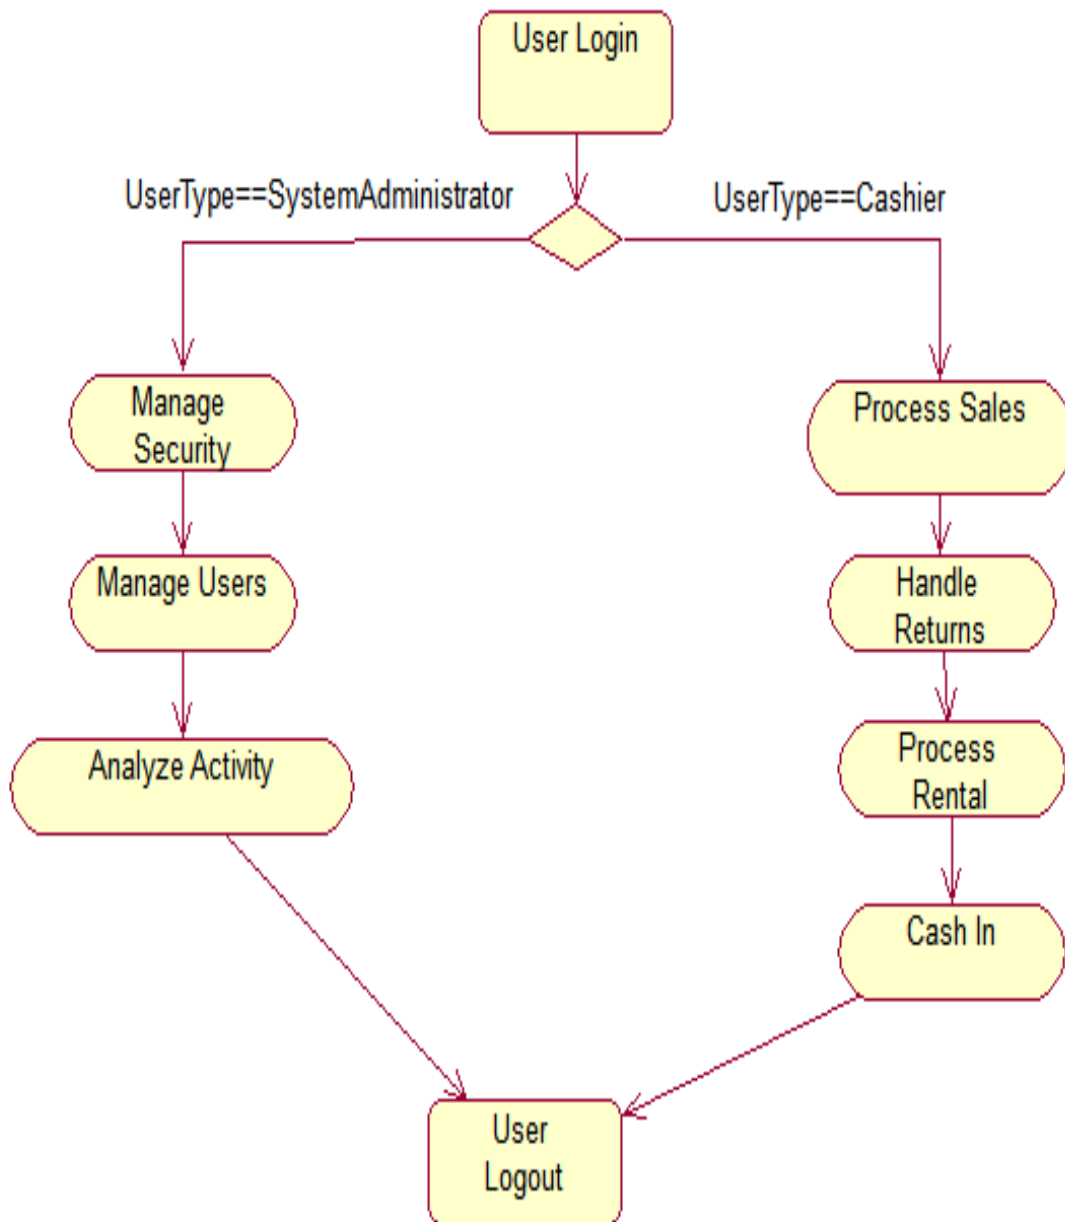 User Login
UserType==SystemAdministrator
UserType==Cashier
Manage
Security
Manage Users
Analyze Activity
Process Sales
Handle
Returns
Process
Rental
Cash In
User
Logout